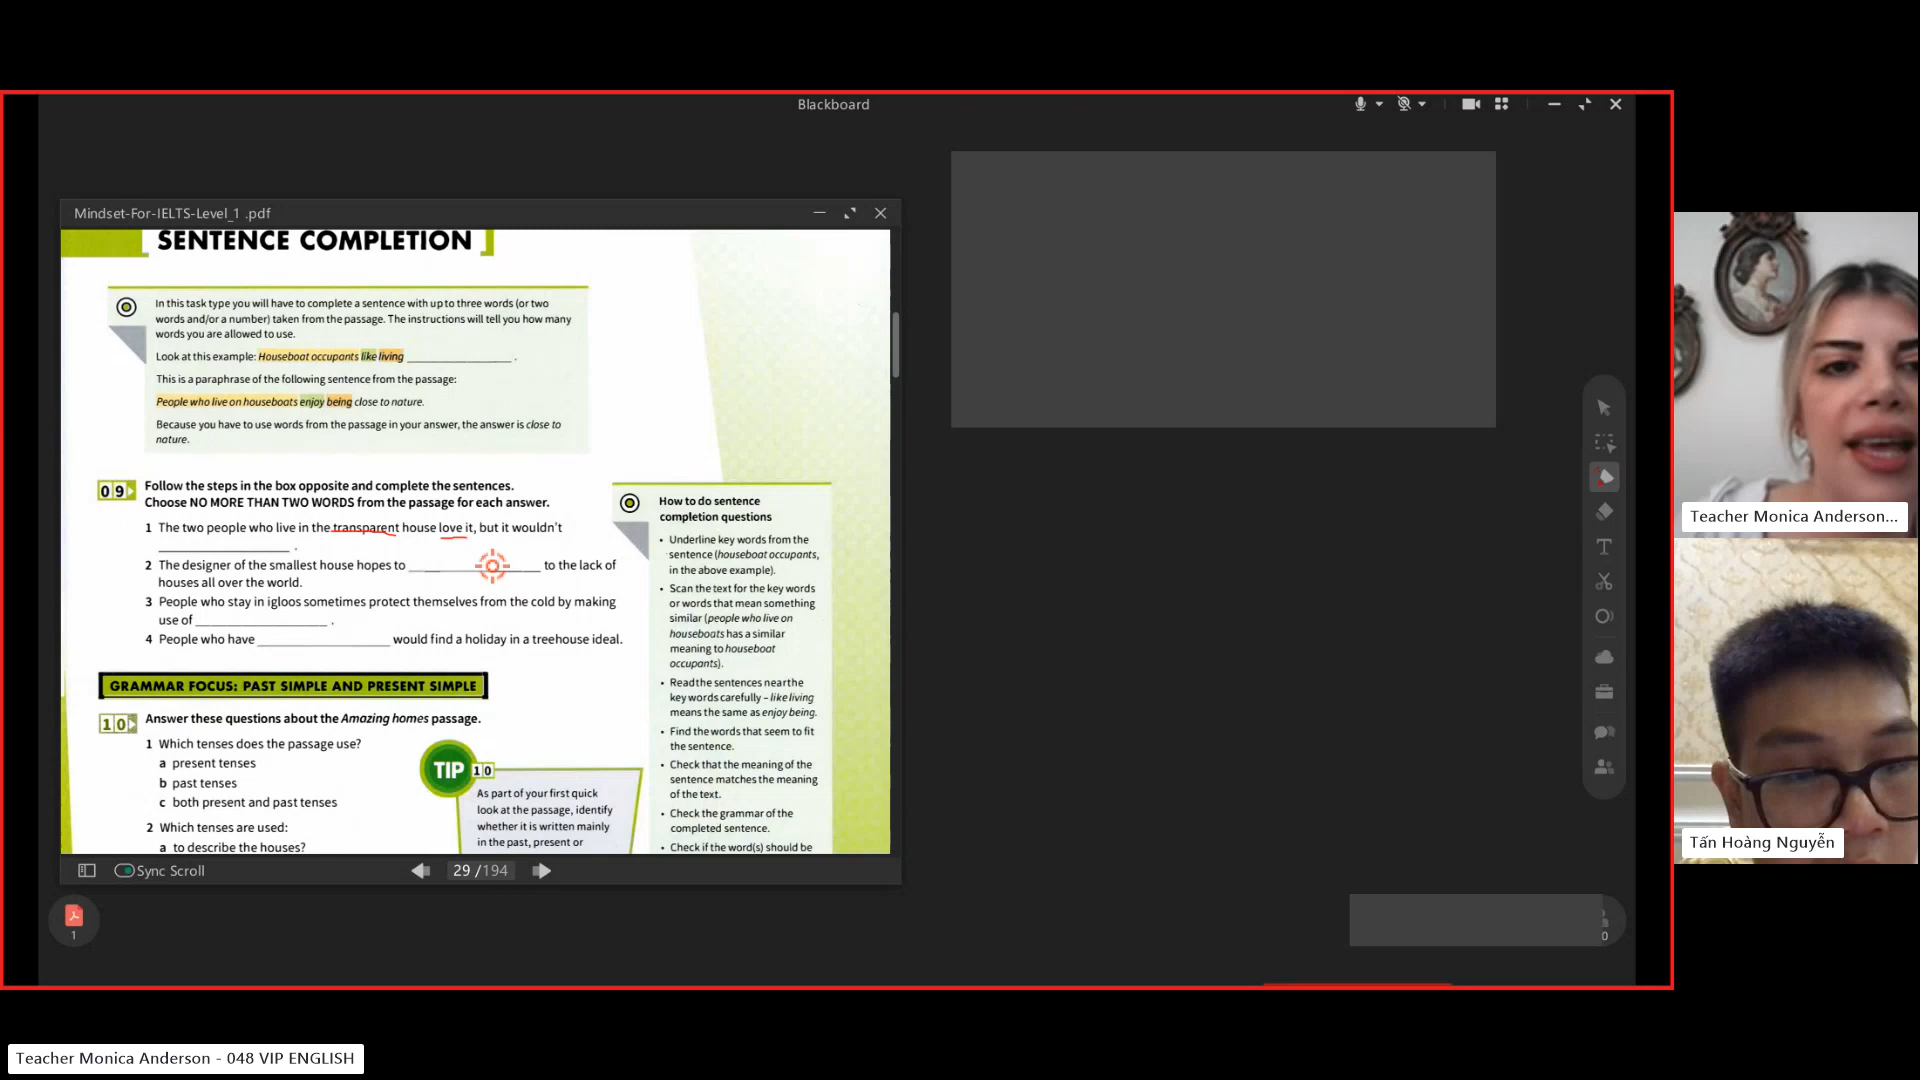 Blackboard
Mindset-For-IELTS-Level_1 .pdf
SENTENCE COMPLETION
In this task type you will have to complete a sentence with up to three words (or two
words and/or a number) taken from the passage. The instructions will tell you how many
words you are allowed to use.
Look at this example: Houseboat occupants like living ____________ .
This is a paraphrase of the following sentence from the passage:
People who live on houseboats enjoy being close to nature.
Because you have to use words from the passage in your answer, the answer is close to
nature.
09 Follow the steps in the box opposite and complete the sentences.
Choose NO MORE THAN TWO WORDS from the passage for each answer.
1 The two people who live in the transparent house love it, but it wouldn't
____________ .
2 The designer of the smallest house hopes to ____________ to the lack of
houses all over the world.
3 People who stay in igloos sometimes protect themselves from the cold by making
use of ____________ .
4 People who have ____________ would find a holiday in a treehouse ideal.
How to do sentence
completion questions
• Underline key words from the
sentence (houseboat occupants,
in the above example).
• Scan the text for the key words
or words that mean something
similar (people who live on
houseboats has a similar
meaning to houseboat
occupants).
• Read the sentences near the
key words carefully – like living
means the same as enjoy being.
• Find the words that seem to fit
the sentence.
• Check that the meaning of the
sentence matches the meaning
of the text.
• Check the grammar of the
completed sentence.
• Check if the word(s) should be
GRAMMAR FOCUS: PAST SIMPLE AND PRESENT SIMPLE
10 Answer these questions about the Amazing homes passage.
1 Which tenses does the passage use?
a present tenses
b past tenses
c both present and past tenses
2 Which tenses are used:
a to describe the houses?
TIP 10
As part of your first quick
look at the passage, identify
whether it is written mainly
in the past, present or
Sync Scroll
29 /194
1
0
Teacher Monica Anderson...
Tấn Hoàng Nguyễn
Teacher Monica Anderson - 048 VIP ENGLISH